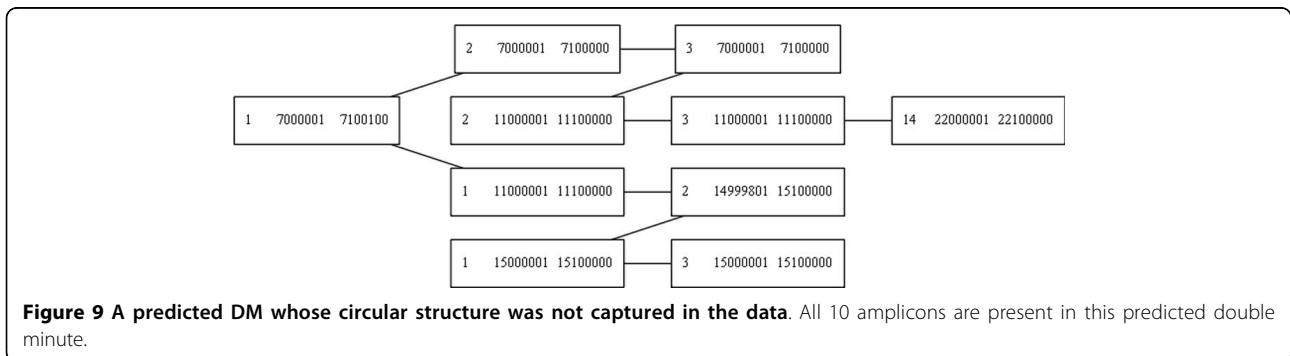 2 7000001 7100000
3 7000001 7100000
1 7000001 7100100
2 11000001 11100000
3 11000001 11100000
14 22000001 22100000
1 11000001 11100000
2 14999801 15100000
1 15000001 15100000
3 15000001 15100000
Figure 9 A predicted DM whose circular structure was not captured in the data. All 10 amplicons are present in this predicted double
minute.